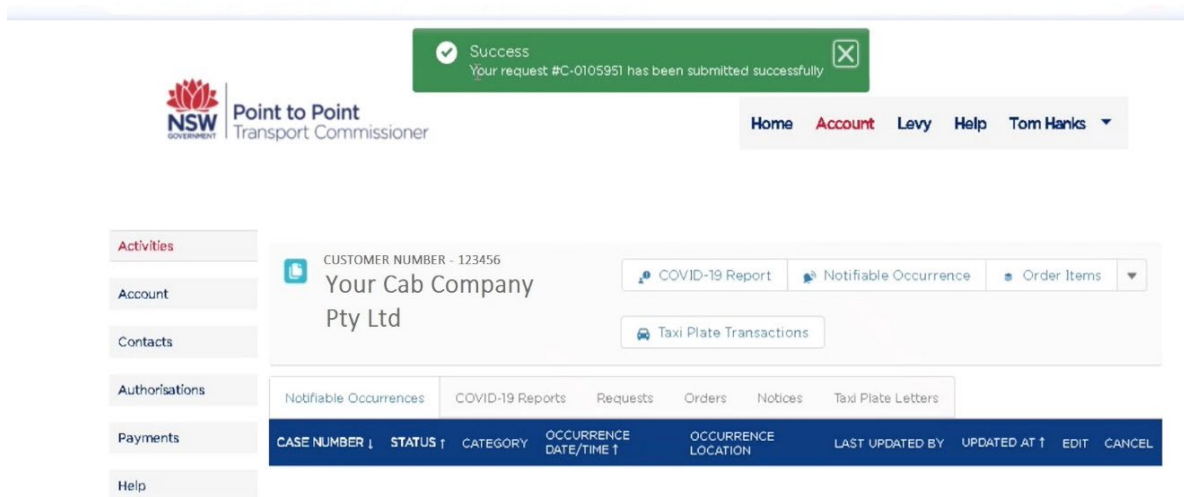 Success
Your request #C-0105951 has been submitted successfully
NSW
GOVERNMENT
Point to Point
Transport Commissioner
Home Account Levy Help Tom Hanks
Activities
Account
Contacts
Authorisations
Payments
Help
CUSTOMER NUMBER - 123456
Your Cab Company
Pty Ltd
COVID-19 Report Notifiable Occurrence Order Items
Taxi Plate Transactions
Notifiable Occurrences COVID-19 Reports Requests Orders Notices Taxi Plate Letters
CASE NUMBER ↓ STATUS ↑ CATEGORY OCCURRENCE DATE/TIME ↑ OCCURRENCE LOCATION LAST UPDATED BY UPDATED AT ↑ EDIT CANCEL